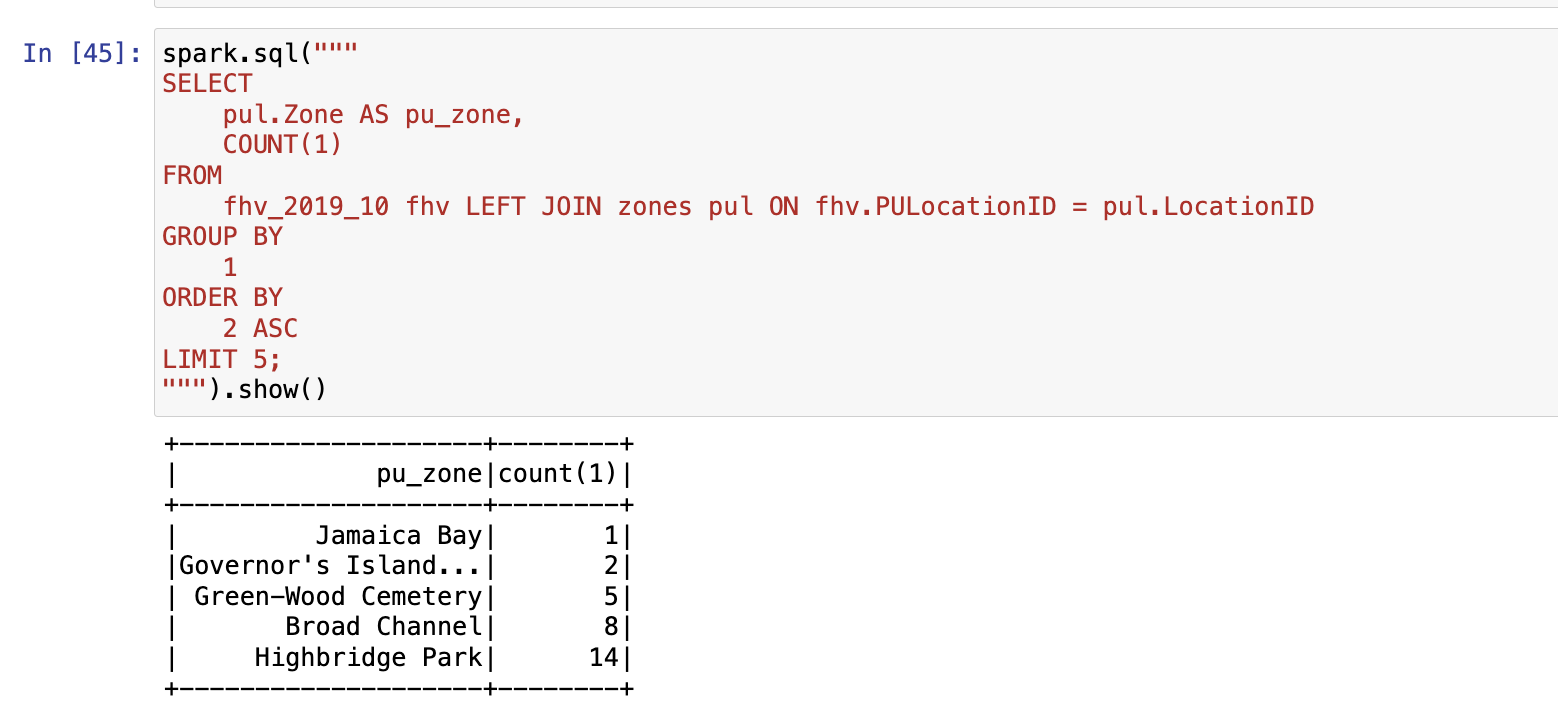 In [45]: spark.sql("""
SELECT
    pul.Zone AS pu_zone,
    COUNT(1)
FROM
    fhv_2019_10 fhv LEFT JOIN zones pul ON fhv.PULocationID = pul.LocationID
GROUP BY
    1
ORDER BY
    2 ASC
LIMIT 5;
""").show()
+--------------------+--------+
|             pu_zone|count(1)|
+--------------------+--------+
|         Jamaica Bay|       1|
|Governor's Island...|       2|
| Green-Wood Cemetery|       5|
|       Broad Channel|       8|
|     Highbridge Park|      14|
+--------------------+--------+